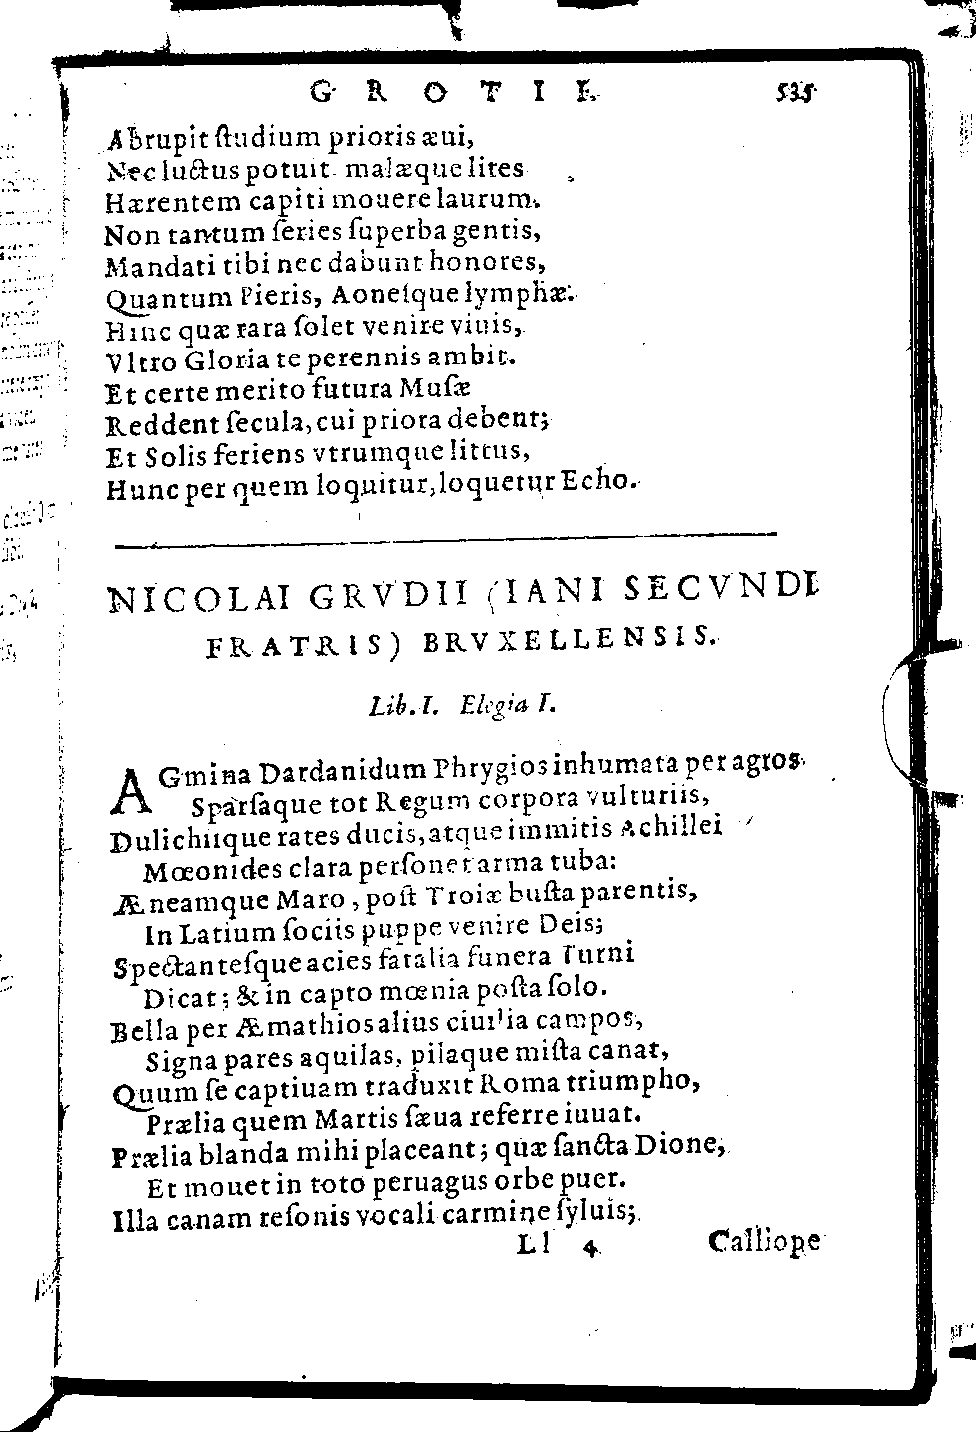 GROTII. 535
Abrupit ſtudium prioris æui,
Nec luctus potuit malæque lites
Hærentem capiti mouere laurum.
Non tantum ſeries ſuperba gentis,
Mandati tibi nec dabunt honores,
Quantum Pieris, Aoneſque lymphæ.
Hinc quæ rara ſolet venire viuis,
Vltro Gloria te perennis ambit.
Et certe merito futura Muſæ
Reddent ſecula, cui priora debent;
Et Solis feriens vtrumque littus,
Hunc per quem loquitur, loquetur Echo.
NICOLAI GRVDII (IANI SECVNDI
FRATRIS) BRVXELLENSIS.
Lib. I. Elegia I.
AGmina Dardanidum Phrygios inhumata per agros
Sparſaque tot Regum corpora vulturiis,
Dulichiique rates ducis, atque immitis Achillei
Mœonides clara perſonet arma tuba:
Æneamque Maro, poſt Troiæ buſta parentis,
In Latium ſociis puppe venire Deis;
Spectanteſque acies fatalia funera Turni
Dicat; & in capto mœnia poſta ſolo.
Bella per Æmathios alius ciuilia campos,
Signa pares aquilas, pilaque miſta canat,
Quum ſe captiuam traduxit Roma triumpho,
Prælia quem Martis ſæua referre iuuat.
Prælia blanda mihi placeant; quæ ſancta Dione,
Et mouet in toto peruagus orbe puer.
Illa canam reſonis vocali carmine ſyluis;
Ll 4 Calliope